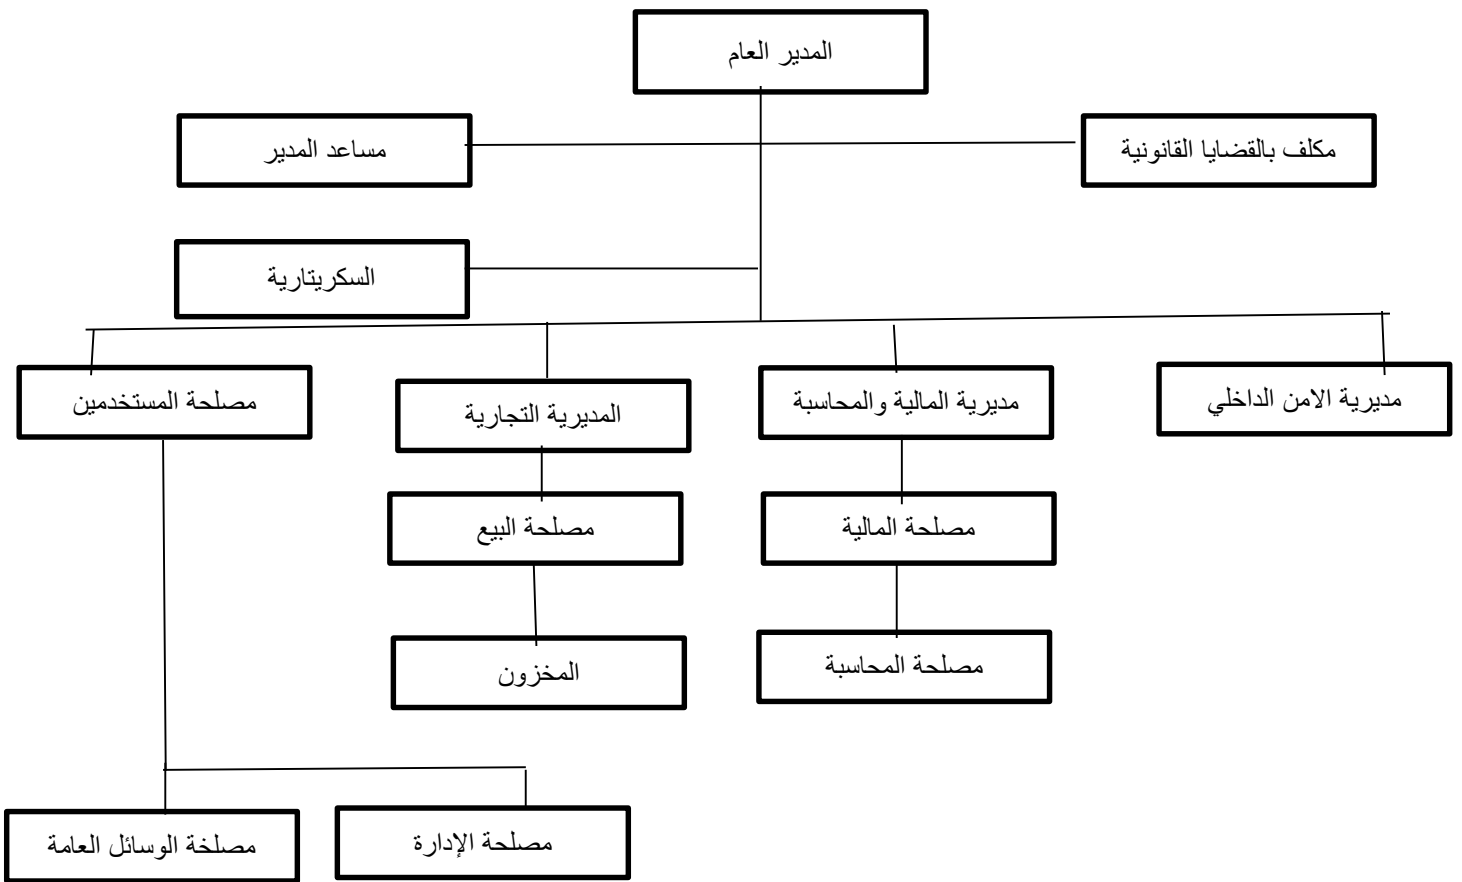 المدير العام
مكلف بالقضايا القانونية
مساعد المدير
السكريتارية
مديرية الامن الداخلي
مديرية المالية والمحاسبة
المديرية التجارية
مصلحة المستخدمين
مصلحة المالية
مصلحة البيع
مصلحة المحاسبة
المخزون
مصلحة الإدارة
مصلخة الوسائل العامة